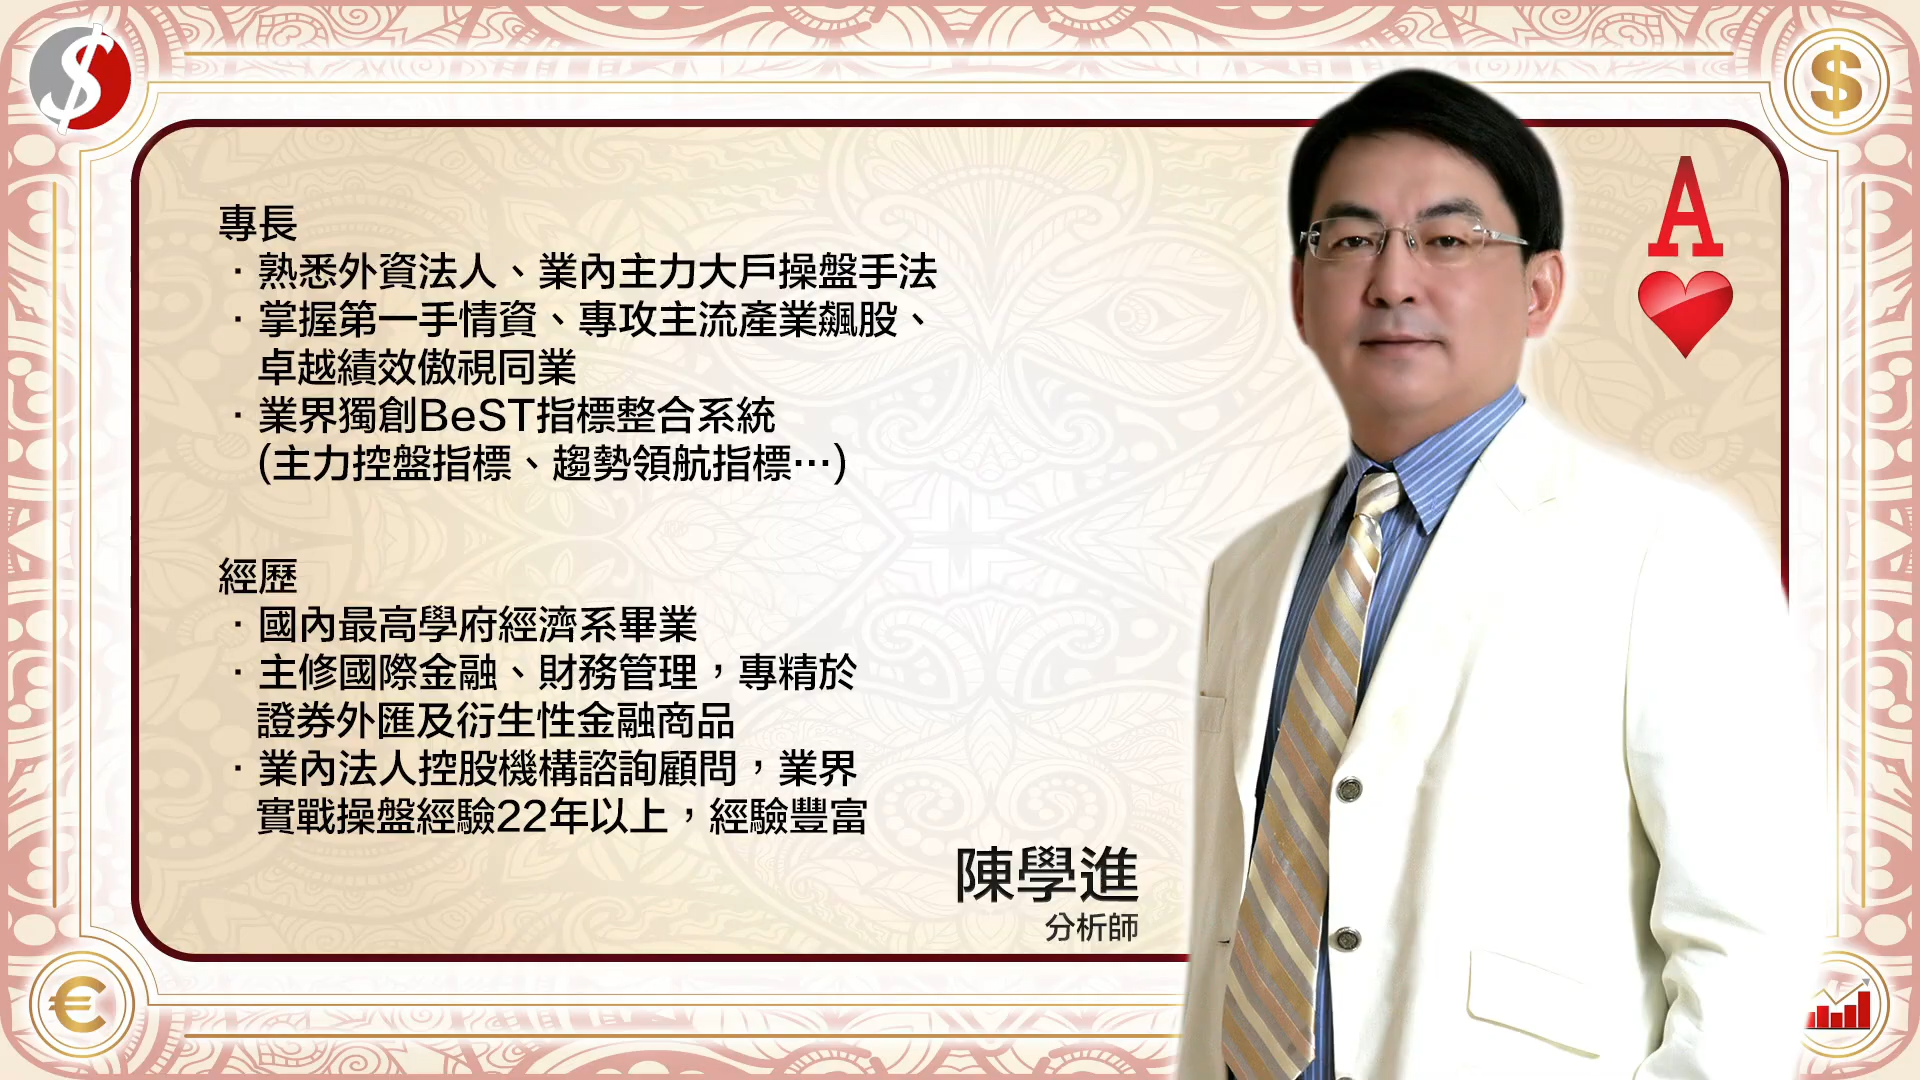 專長
·熟悉外資法人、業內主力大戶操盤手法
·掌握第一手情資、專攻主流產業飆股、
卓越績效傲視同業
·業界獨創BeST指標整合系統
(主力控盤指標、趨勢領航指標…)
經歷
·國內最高學府經濟系畢業
·主修國際金融、財務管理，專精於
證券外匯及衍生性金融商品
·業內法人控股機構諮詢顧問，業界
實戰操盤經驗22年以上，經驗豐富
陳學進
分析師
A
$
$
€